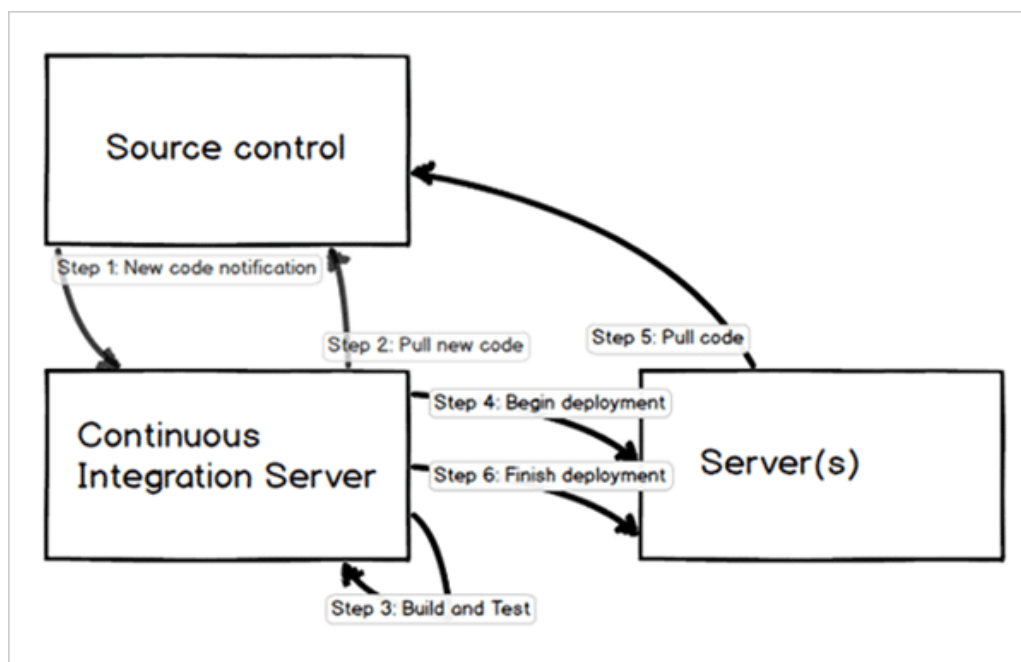 Source control
Step 1: New code notification
Step 2: Pull new code
Step 5: Pull code
Step 4: Begin deployment
Continuous
Integration Server
Server(s)
Step 6: Finish deployment
Step 3: Build and Test